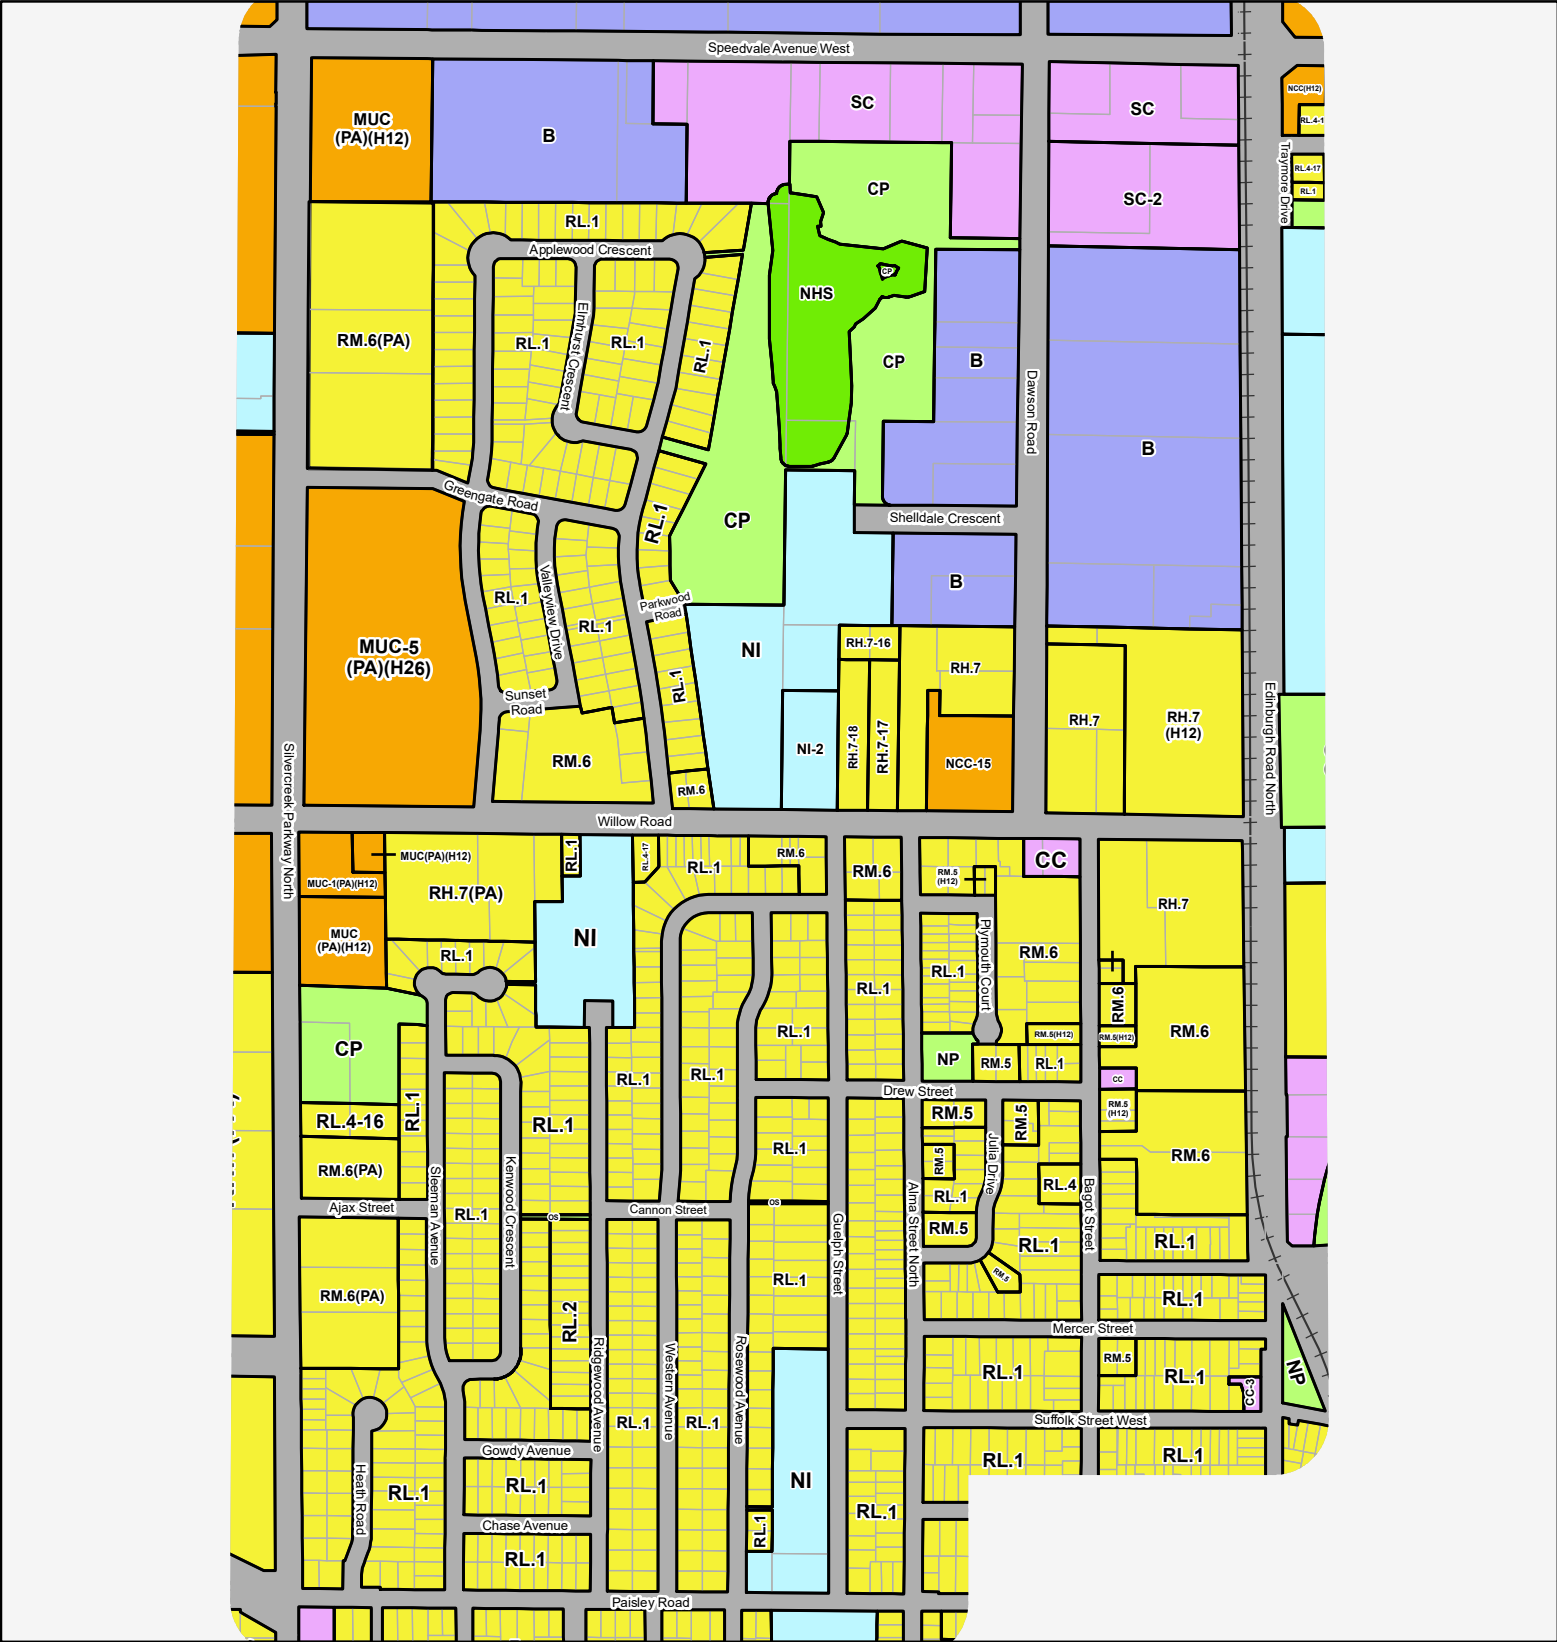 Speedvale Avenue West
MUC
(PA)(H12)
B
SC
SC
NCC(H12)
RL.4-1
Traymore Drive
RL.4-17
RL.1
CP
SC-2
RL.1
Applewood Crescent
NHS
CP
RM.6(PA)
RL.1
Elmhurst Crescent
RL.1
RL.1
CP
B
Dawson Road
B
Greengate Road
RL.1
CP
Shelldale Crescent
B
RL.1
Valleyview Drive
RL.1
Parkwood
Road
MUC-5
(PA)(H26)
NI
RH.7-16
RH.7
RL.1
Sunset
Road
RH.7
RH.7
(H12)
Edinburgh Road North
Silvercreek Parkway North
RM.6
NI-2
RH.7-18
RH.7-17
NCC-15
RM.6
Willow Road
MUC(PA)(H12)
MUC-1(PA)(H12)
RH.7(PA)
RL.1
RL.4-17
RL.1
RM.6
RM.6
RM.5
(H12)
CC
RH.7
MUC
(PA)(H12)
RL.1
NI
RL.1
RL.1
Plymouth Court
RM.6
RM.6
RM.5(H12)
RM.6
RL.1
RM.5(H12)
CP
RL.1
RL.1
NP
RM.5
RL.1
CC
Drew Street
RL.4-16
RL.1
RL.1
RM.5
RM.5
RM.5
(H12)
RM.6(PA)
RL.1
RM.5
Julia Drive
RM.6
Sleeman Avenue
Kenwood Crescent
RL.4
RL.1
Alma Street North
Bagot Street
Ajax Street
RL.1
OS
Cannon Street
OS
RM.5
RL.1
RL.1
Guelph Street
RM.5
RM.6(PA)
RL.1
RL.1
RL.2
Mercer Street
Ridgewood Avenue
Western Avenue
Rosewood Avenue
RL.1
RM.5
RL.1
CC-3
NP
RL.1
RL.1
Suffolk Street West
Gowdy Avenue
RL.1
RL.1
Heath Road
RL.1
RL.1
NI
RL.1
Chase Avenue
RL.1
RL.1
Paisley Road